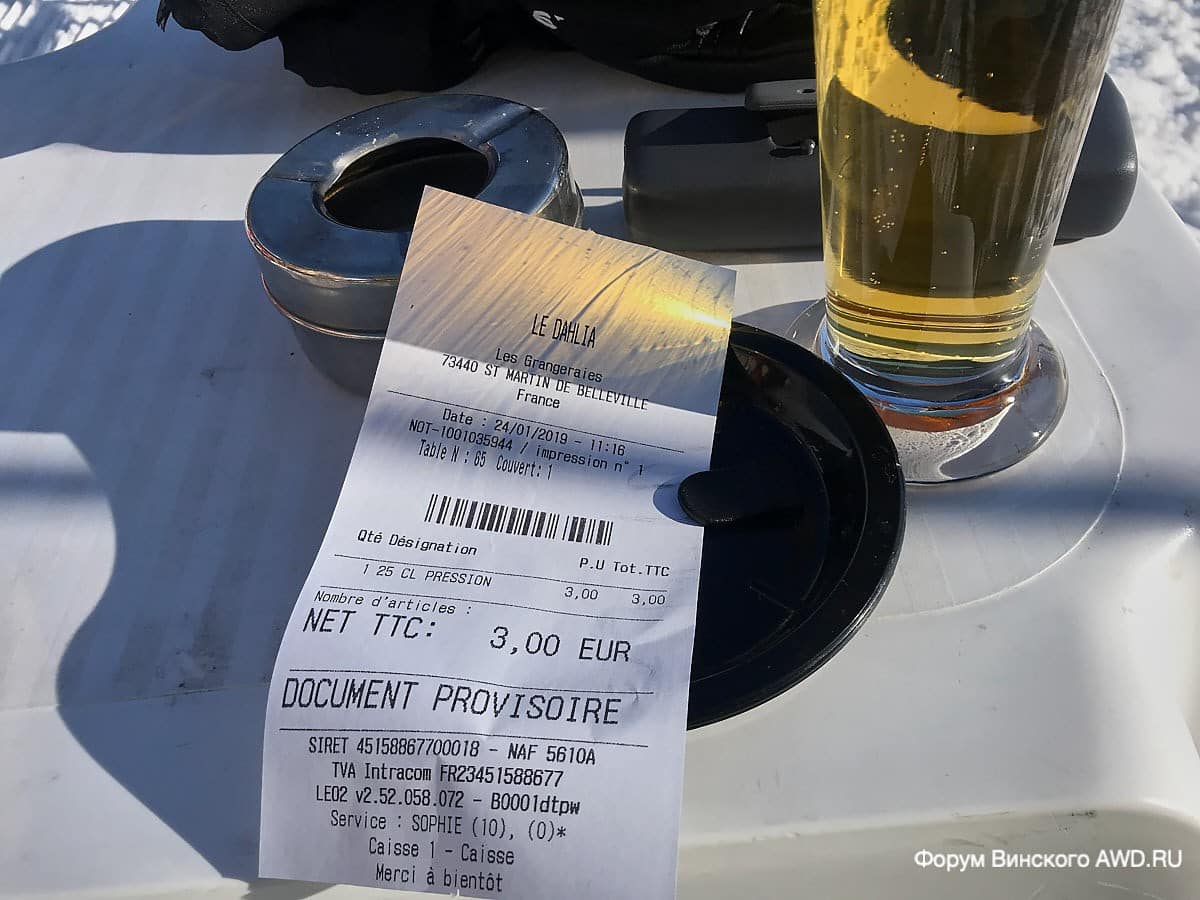 LE DAHLIA
Les Grangeraies
73440 ST MARTIN DE BELLEVILLE
France
Date : 24/01/2019 - 11:16
NOT-1001035944 / impression n° 1
Table N : 65 Couvert: 1
Qté Désignation P.U Tot.TTC
1 25 CL PRESSION 3,00 3,00
Nombre d'articles :
NET TTC: 3,00 EUR
DOCUMENT PROVISOIRE
SIRET 45158867700018 - NAF 5610A
TVA Intracom FR23451588677
LEO2 v2.52.058.072 - B0001dtpw
Service : SOPHIE (10), (0)*
Caisse 1 - Caisse
Merci à bientôt
Форум Винского AWD.RU